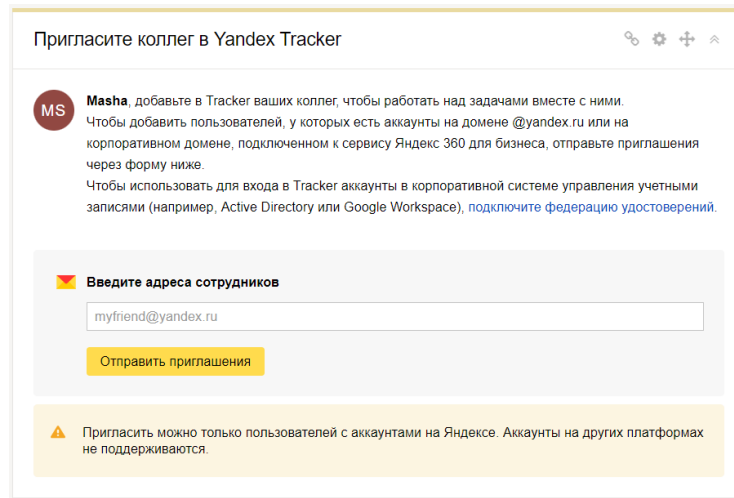 Пригласите коллег в Yandex Tracker
MS
Masha, добавьте в Tracker ваших коллег, чтобы работать над задачами вместе с ними.
Чтобы добавить пользователей, у которых есть аккаунты на домене @yandex.ru или на
корпоративном домене, подключенном к сервису Яндекс 360 для бизнеса, отправьте приглашения
через форму ниже.
Чтобы использовать для входа в Tracker аккаунты в корпоративной системе управления учетными
записями (например, Active Directory или Google Workspace), подключите федерацию удостоверений.
Введите адреса сотрудников
myfriend@yandex.ru
Отправить приглашения
Пригласить можно только пользователей с аккаунтами на Яндексе. Аккаунты на других платформах
не поддерживаются.